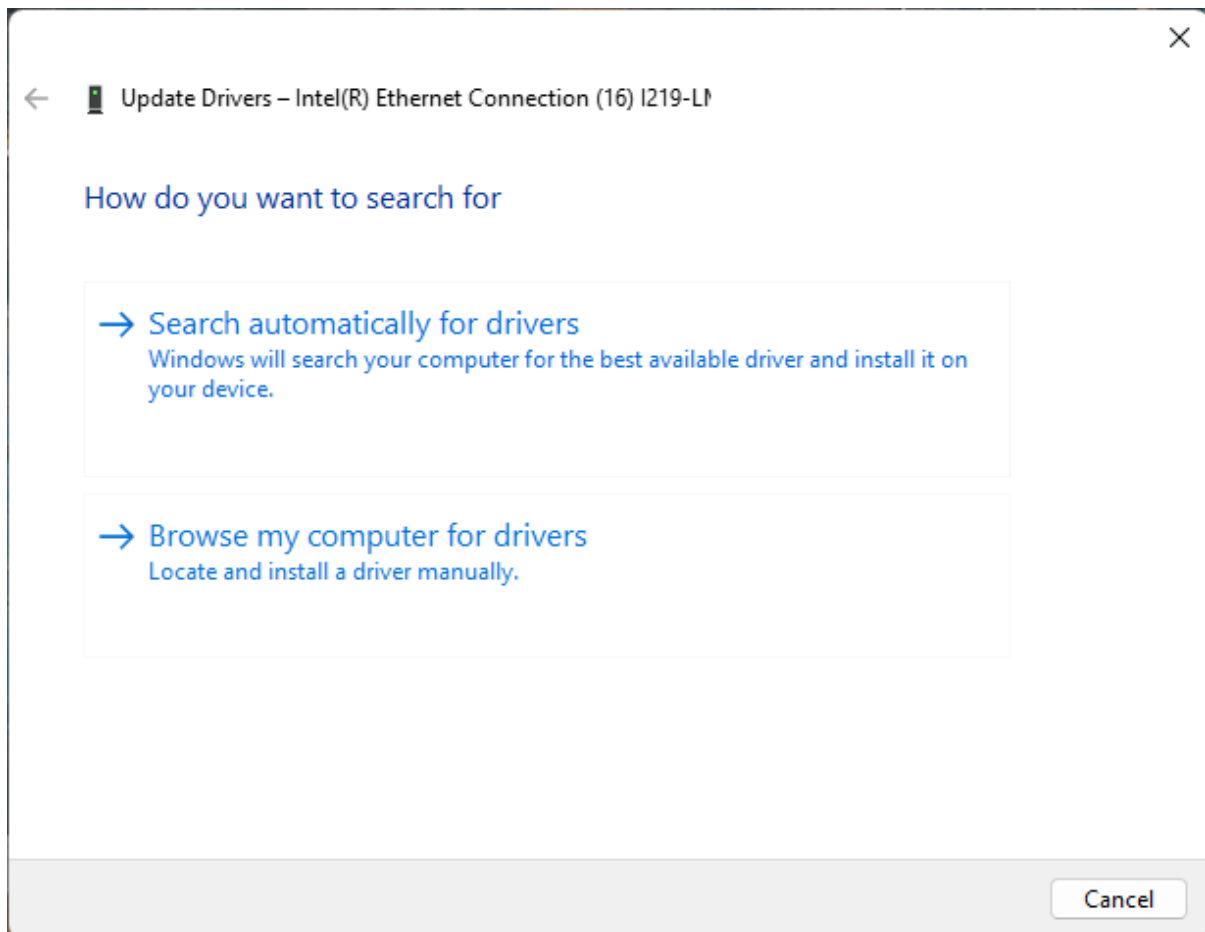 Update Drivers – Intel(R) Ethernet Connection (16) I219-LM
How do you want to search for
Search automatically for drivers
Windows will search your computer for the best available driver and install it on
your device.
Browse my computer for drivers
Locate and install a driver manually.
Cancel